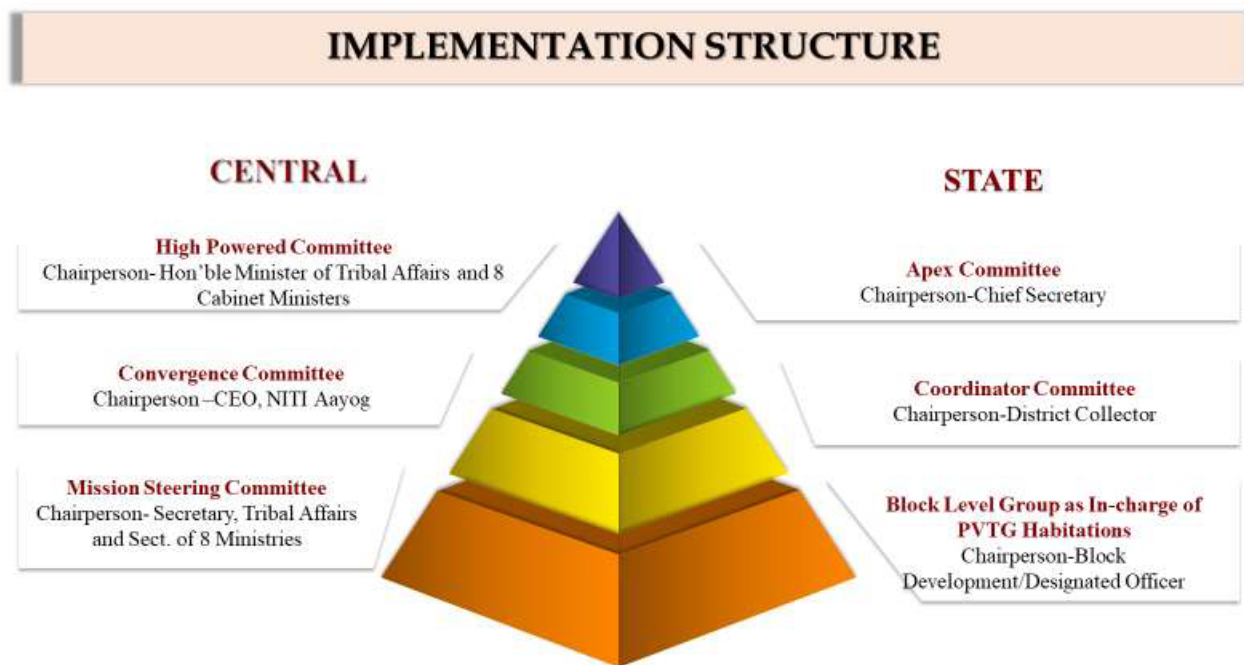 IMPLEMENTATION STRUCTURE
CENTRAL
High Powered Committee
Chairperson- Hon'ble Minister of Tribal Affairs and 8
Cabinet Ministers
Convergence Committee
Chairperson –CEO, NITI Aayog
Mission Steering Committee
Chairperson- Secretary, Tribal Affairs
and Sect. of 8 Ministries
STATE
Apex Committee
Chairperson-Chief Secretary
Coordinator Committee
Chairperson-District Collector
Block Level Group as In-charge of
PVTG Habitations
Chairperson-Block
Development/Designated Officer